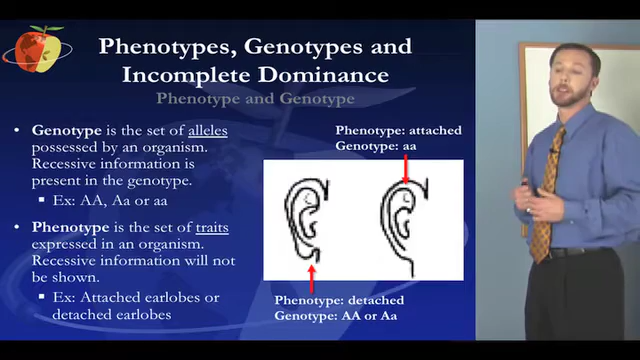 Phenotypes, Genotypes and
Incomplete Dominance
Phenotype and Genotype
• Genotype is the set of alleles
possessed by an organism.
Recessive information is
present in the genotype.
▪ Ex: AA, Aa or aa
• Phenotype is the set of traits
expressed in an organism.
Recessive information will not
be shown.
▪ Ex: Attached earlobes or
detached earlobes
Phenotype: attached
Genotype: aa
Phenotype: detached
Genotype: AA or Aa